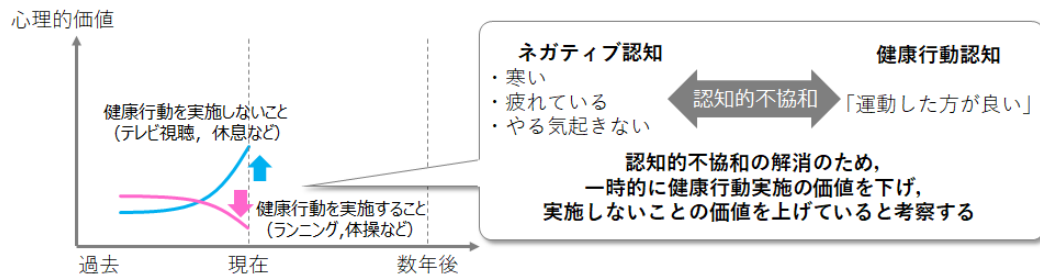 心理的価値
健康行動を実施しないこと
(テレビ視聴, 休息など)
健康行動を実施すること
(ランニング,体操など)
過去
現在
数年後
ネガティブ認知
・寒い
・疲れている
・やる気起きない
認知的不協和
健康行動認知
「運動した方が良い」
認知的不協和の解消のため,
一時的に健康行動実施の価値を下げ,
実施しないことの価値を上げていると考察する